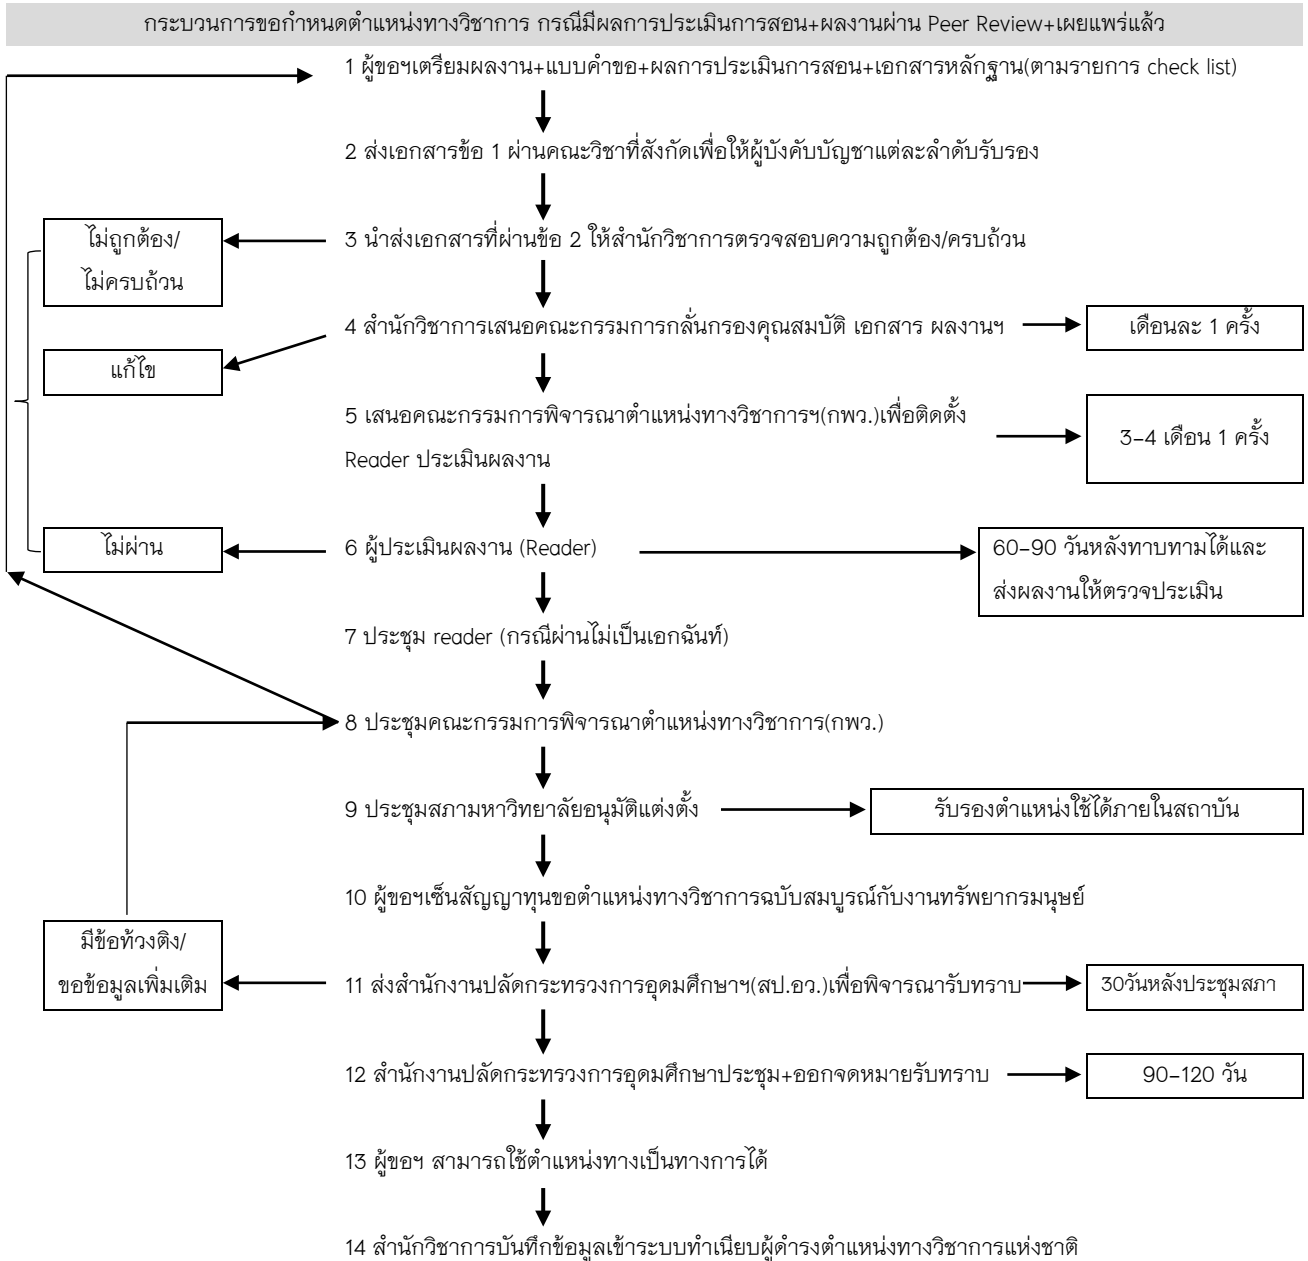 กระบวนการขอกำหนดตำแหน่งทางวิชาการ กรณีมีผลการประเมินการสอน+ผลงานผ่าน Peer Review+เผยแพร่แล้ว
1 ผู้ขอฯเตรียมผลงาน+แบบคำขอ+ผลการประเมินการสอน+เอกสารหลักฐาน(ตามรายการ check list)
2 ส่งเอกสารข้อ 1 ผ่านคณะวิชาที่สังกัดเพื่อให้ผู้บังคับบัญชาแต่ละลำดับรับรอง
ไม่ถูกต้อง/
ไม่ครบถ้วน
3 นำส่งเอกสารที่ผ่านข้อ 2 ให้สำนักวิชาการตรวจสอบความถูกต้อง/ครบถ้วน
4 สำนักวิชาการเสนอคณะกรรมการกลั่นกรองคุณสมบัติ เอกสาร ผลงานฯ
เดือนละ 1 ครั้ง
แก้ไข
5 เสนอคณะกรรมการพิจารณาตำแหน่งทางวิชาการฯ(กพว.)เพื่อติดตั้ง
Reader ประเมินผลงาน
3-4 เดือน 1 ครั้ง
ไม่ผ่าน
6 ผู้ประเมินผลงาน (Reader)
60-90 วันหลังทาบทามได้และ
ส่งผลงานให้ตรวจประเมิน
7 ประชุม reader (กรณีผ่านไม่เป็นเอกฉันท์)
8 ประชุมคณะกรรมการพิจารณาตำแหน่งทางวิชาการ(กพว.)
9 ประชุมสภามหาวิทยาลัยอนุมัติแต่งตั้ง
รับรองตำแหน่งใช้ได้ภายในสถาบัน
10 ผู้ขอฯเซ็นสัญญาทุนขอตำแหน่งทางวิชาการฉบับสมบูรณ์กับงานทรัพยากรมนุษย์
มีข้อท้วงติง/
ขอข้อมูลเพิ่มเติม
11 ส่งสำนักงานปลัดกระทรวงการอุดมศึกษาฯ(สป.อว.)เพื่อพิจารณารับทราบ
30วันหลังประชุมสภา
12 สำนักงานปลัดกระทรวงการอุดมศึกษาประชุม+ออกจดหมายรับทราบ
90-120 วัน
13 ผู้ขอฯ สามารถใช้ตำแหน่งทางเป็นทางการได้
14 สำนักวิชาการบันทึกข้อมูลเข้าระบบทำเนียบผู้ดำรงตำแหน่งทางวิชาการแห่งชาติ